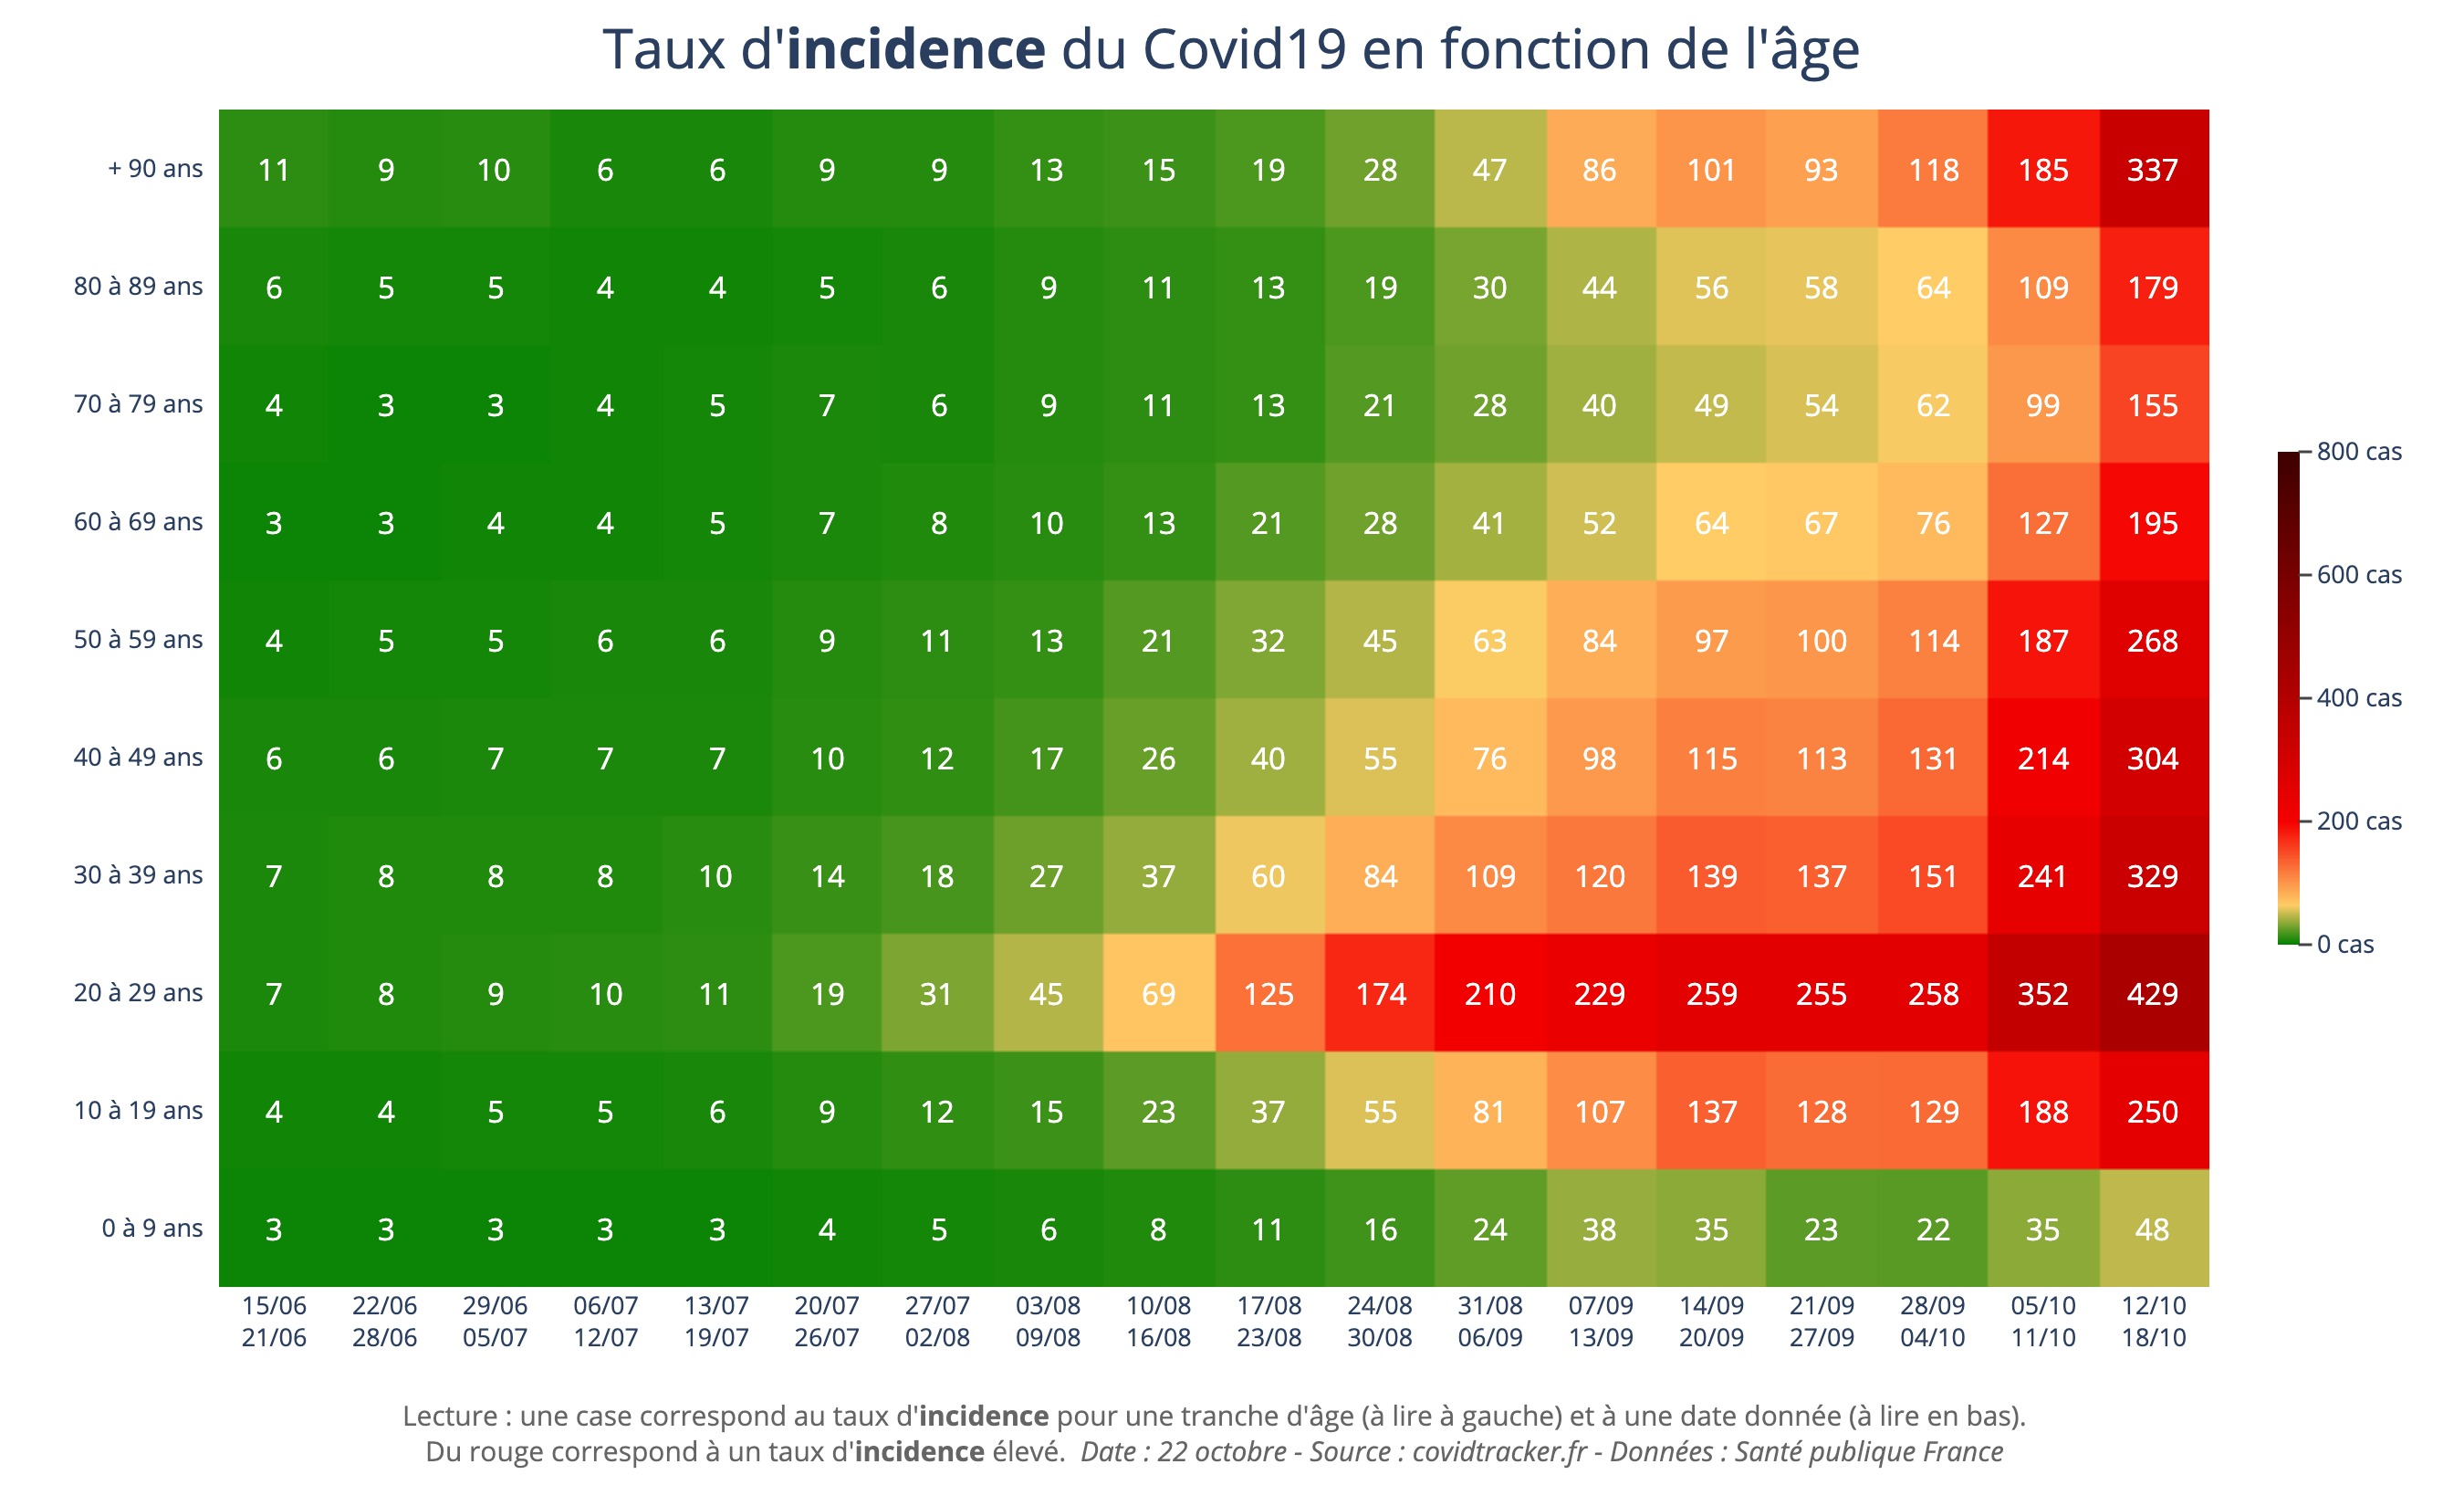 Taux d'incidence du Covid19 en fonction de l'âge
+ 90 ans 11 9 10 6 6 9 9 13 15 19 28 47 86 101 93 118 185 337
80 à 89 ans 6 5 5 4 4 5 6 9 11 13 19 30 44 56 58 64 109 179
70 à 79 ans 4 3 3 4 5 7 6 9 11 13 21 28 40 49 54 62 99 155
800 cas
60 à 69 ans 3 3 4 4 5 7 8 10 13 21 28 41 52 64 67 76 127 195
600 cas
50 à 59 ans 4 5 5 6 6 9 11 13 21 32 45 63 84 97 100 114 187 268
400 cas
40 à 49 ans 6 6 7 7 7 10 12 17 26 40 55 76 98 115 113 131 214 304
200 cas
30 à 39 ans 7 8 8 8 10 14 18 27 37 60 84 109 120 139 137 151 241 329
0 cas
20 à 29 ans 7 8 9 10 11 19 31 45 69 125 174 210 229 259 255 258 352 429
10 à 19 ans 4 4 5 5 6 9 12 15 23 37 55 81 107 137 128 129 188 250
0 à 9 ans 3 3 3 3 3 4 5 6 8 11 16 24 38 35 23 22 35 48
15/06 22/06 29/06 06/07 13/07 20/07 27/07 03/08 10/08 17/08 24/08 31/08 07/09 14/09 21/09 28/09 05/10 12/10
21/06 28/06 05/07 12/07 19/07 26/07 02/08 09/08 16/08 23/08 30/08 06/09 13/09 20/09 27/09 04/10 11/10 18/10
Lecture : une case correspond au taux d'incidence pour une tranche d'âge (à lire à gauche) et à une date donnée (à lire en bas).
Du rouge correspond à un taux d'incidence élevé. Date : 22 octobre - Source : covidtracker.fr - Données : Santé publique France